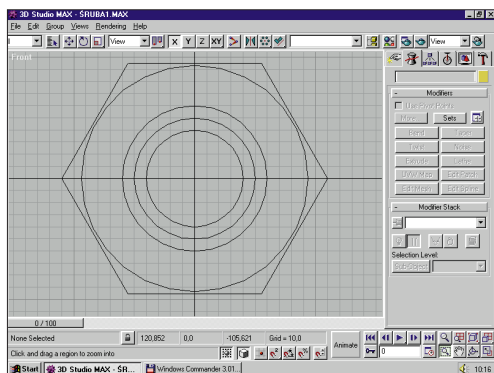 3D Studio MAX - ŚRUBA1.MAX
File Edit Group Views Rendering Help
View X Y Z XY View
Front
Modifiers
Use Pivot Points
More... Sets
Bend Taper
Twist Noise
Extrude Lathe
UVW Map Edit Patch
Edit Mesh Edit Spline
Modifier Stack
Selection Level:
Sub-Object
0 / 100
None Selected 120,852 0,0 -105,621 Grid = 10,0 Animate
Click and drag a region to zoom into 0
Start 3D Studio MAX - ŚR... Windows Commander 3.01... 10:16